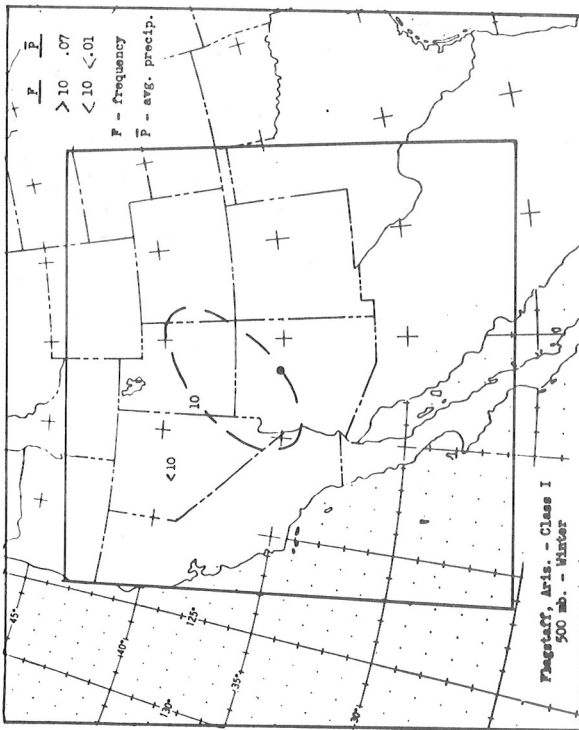 F P̄
>10 .07
<10 <.01
F - frequency
P̄ - avg. precip.
10
<10
45°
40°
35°
30°
125°
130°
Flagstaff, Aris. - Class I
500 mb. - Winter